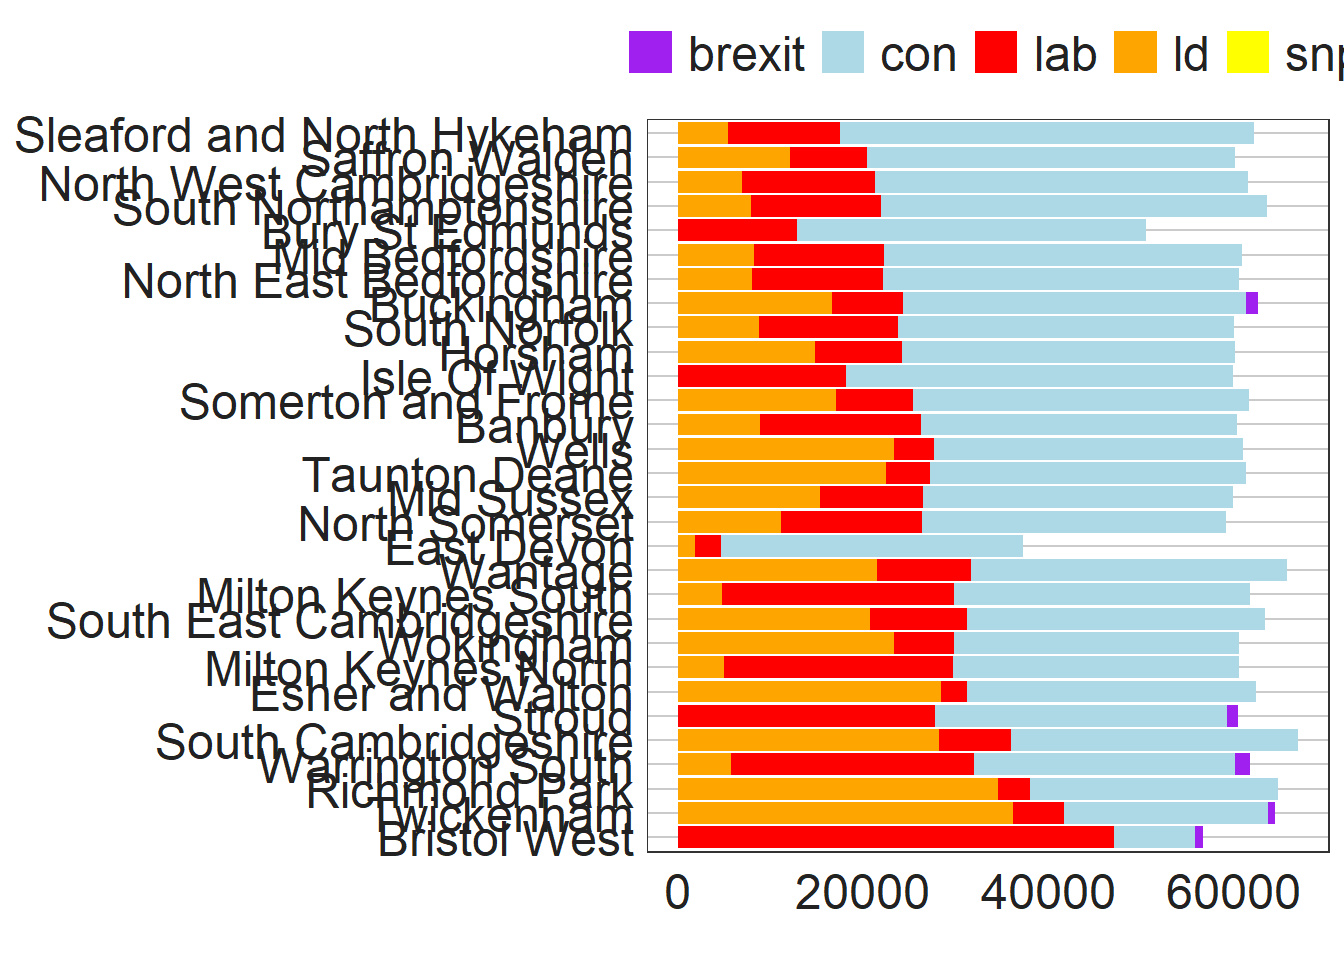 brexit con lab ld snp
Sleaford and North Hykeham
Saffron Walden
North West Cambridgeshire
South Northamptonshire
Bury St Edmunds
Mid Bedfordshire
North East Bedfordshire
Buckingham
South Norfolk
Horsham
Isle Of Wight
Somerton and Frome
Banbury
Wells
Taunton Deane
Mid Sussex
North Somerset
East Devon
Wantage
Milton Keynes South
South East Cambridgeshire
Wokingham
Milton Keynes North
Esher and Walton
Stroud
South Cambridgeshire
Warrington South
Richmond Park
Twickenham
Bristol West
0 20000 40000 60000